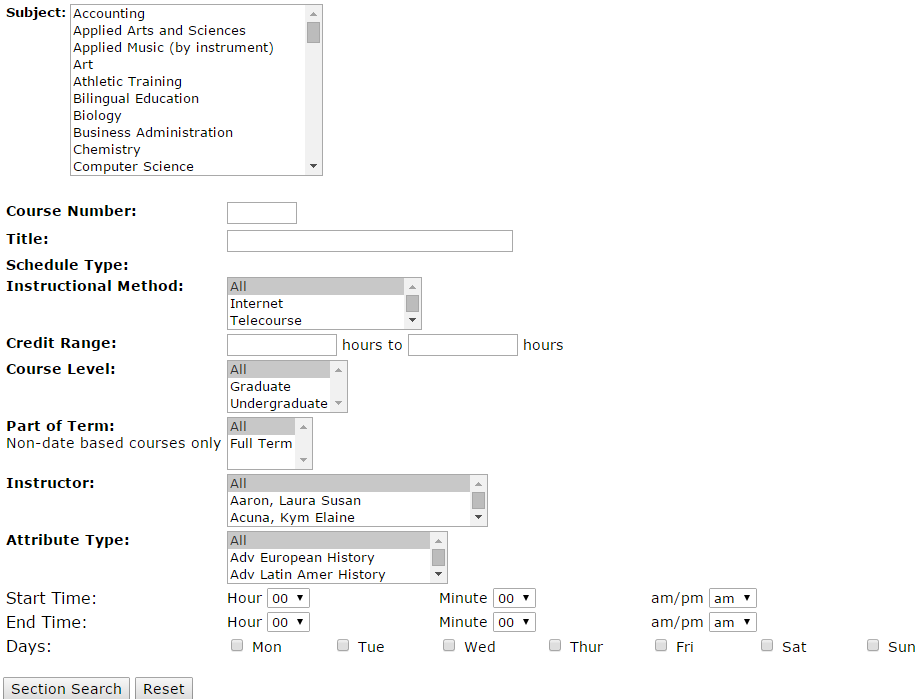 Subject: Accounting
Applied Arts and Sciences
Applied Music (by instrument)
Art
Athletic Training
Bilingual Education
Biology
Business Administration
Chemistry
Computer Science
Course Number:
Title:
Schedule Type:
Instructional Method: All
Internet
Telecourse
Credit Range: hours to hours
Course Level: All
Graduate
Undergraduate
Part of Term: All
Non-date based courses only Full Term
Instructor: All
Aaron, Laura Susan
Acuna, Kym Elaine
Attribute Type: All
Adv European History
Adv Latin Amer History
Start Time: Hour 00 Minute 00 am/pm am
End Time: Hour 00 Minute 00 am/pm am
Days: Mon Tue Wed Thur Fri Sat Sun
Section Search Reset